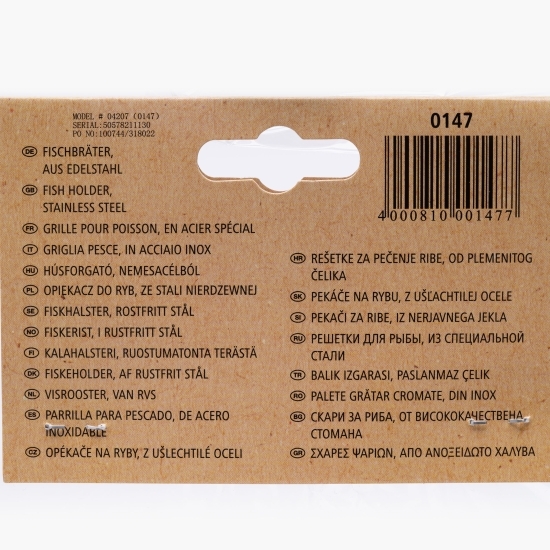 MODEL # 04207 (0147)
SERIAL:50578211130
PO NO:100744/318022
0147
4 000810 001477
DE FISCHBRÄTER,
AUS EDELSTAHL
GB FISH HOLDER,
STAINLESS STEEL
FR GRILLE POUR POISSON, EN ACIER SPÉCIAL
IT GRIGLIA PESCE, IN ACCIAIO INOX
HU HÚSFORGATÓ, NEMESACÉLBÓL
PL OPIĘKACZ DO RYB, ZE STALI NIERDZEWNEJ
SE FISKHALSTER, ROSTFRITT STÅL
NO FISKERIST, I RUSTFRITT STÅL
FI KALAHALSTERI, RUOSTUMATONTA TERÄSTÄ
DK FISKEHOLDER, AF RUSTFRIT STÅL
NL VISROOSTER, VAN RVS
ES PARRILLA PARA PESCADO, DE ACERO
INOXIDABLE
CZ OPÉKAČE NA RYBY, Z UŠLECHTILÉ OCELI
HR REŠETKE ZA PEČENJE RIBE, OD PLEMENITOG
ČELIKA
SK PEKÁČE NA RYBU, Z UŠĽACHTILEJ OCELE
SI PEKAČI ZA RIBE, IZ NERJAVNEGA JEKLA
RU РЕШЕТКИ ДЛЯ РЫБЫ, ИЗ СПЕЦИАЛЬНОЙ
СТАЛИ
TR BALIK IZGARASI, PASLANMAZ ÇELIK
RO PALETE GRĂTAR CROMATE, DIN INOX
BG СКАРИ ЗА РИБА, ОТ ВИСОКОКАЧЕСТВЕНА
СТОМАНА
GR ΣΧΑΡΕΣ ΨΑΡΙΩΝ, ΑΠΟ ΑΝΟΞΕΙΔΩΤΟ ΧΑΛΥΒΑ